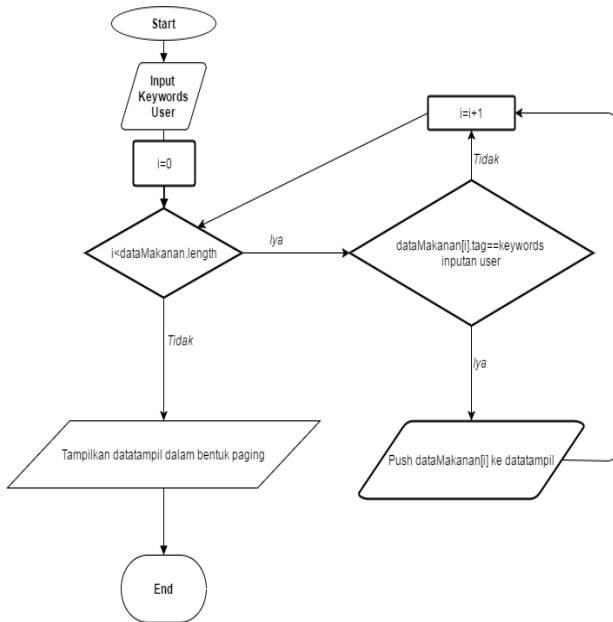 Start
Input
Keywords
User
i=0
i<dataMakanan.length
Iya
dataMakanan[i].tag==keywords
inputan user
Tidak
i=i+1
Iya
Push dataMakanan[i] ke datatampil
Tidak
Tampilkan datatampil dalam bentuk paging
End